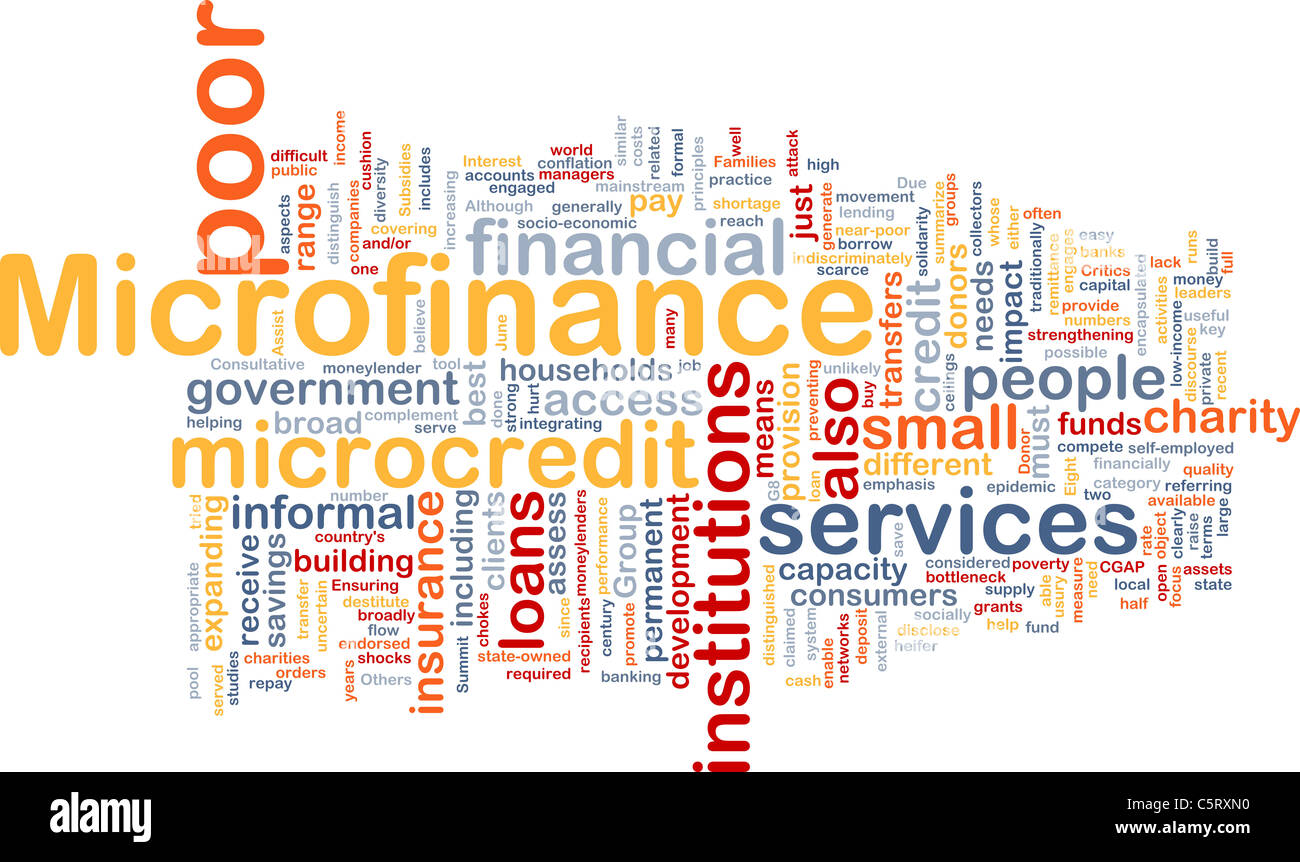 poor
difficult
public
income
cushion
companies
diversity
Subsidies
includes
aspects
range
distinguish
covering
and/or
one
increasing
Interest
accounts
engaged
world
conflation
managers
similar
costs
related
formal
principles
well
Families
attack
high
mainstream
practice
Although
generally
pay
shortage
just
socio-economic
reach
generate
movement
lending
near-poor
borrow
indiscriminately
scarce
Due
solidarity
summarize
groups
collectors
whose
either
often
financial
Microfinance
Assist
believe
June
many
transfers
credit
donors
needs
impact
traditionally
remittance
engages
easy
banks
Critics
capital
provide
numbers
strengthening
possible
encapsulated
lack
activities
runs
money
build
full
leaders
useful
key
low-income
discourse
private
recent
Consultative
moneylender
tool
best
households
job
government
helping
broad
complement
serve
done
strong
hurt
integrating
access
institutions
means
provision
preventing
unlikely
also
buy
ceilings
people
small
Donor
must
funds
charity
microcredit
different
emphasis
G8
loan
epidemic
Eight
compete
self-employed
financially
category
two
referring
quality
available
services
save
informal
number
country's
tried
expanding
appropriate
receive
savings
building
Ensuring
transfer
uncertain
destitute
broadly
flow
endorsed
shocks
insurance
including
Summit
chokes
clients
loans
assess
since
recipients
moneylenders
century
performance
promote
Group
permanent
development
state-owned
required
banking
pool
served
studies
charities
orders
repay
years
Others
capacity
consumers
considered
bottleneck
poverty
supply
CGAP
socially
grants
disclose
help
fund
heifer
distinguished
claimed
system
enable
networks
deposit
external
cash
able
usury
measure
need
local
half
rate
open
object
focus
clearly
raise
terms
large
assets
state
alamy
Image ID: C5RXN0
www.alamy.com